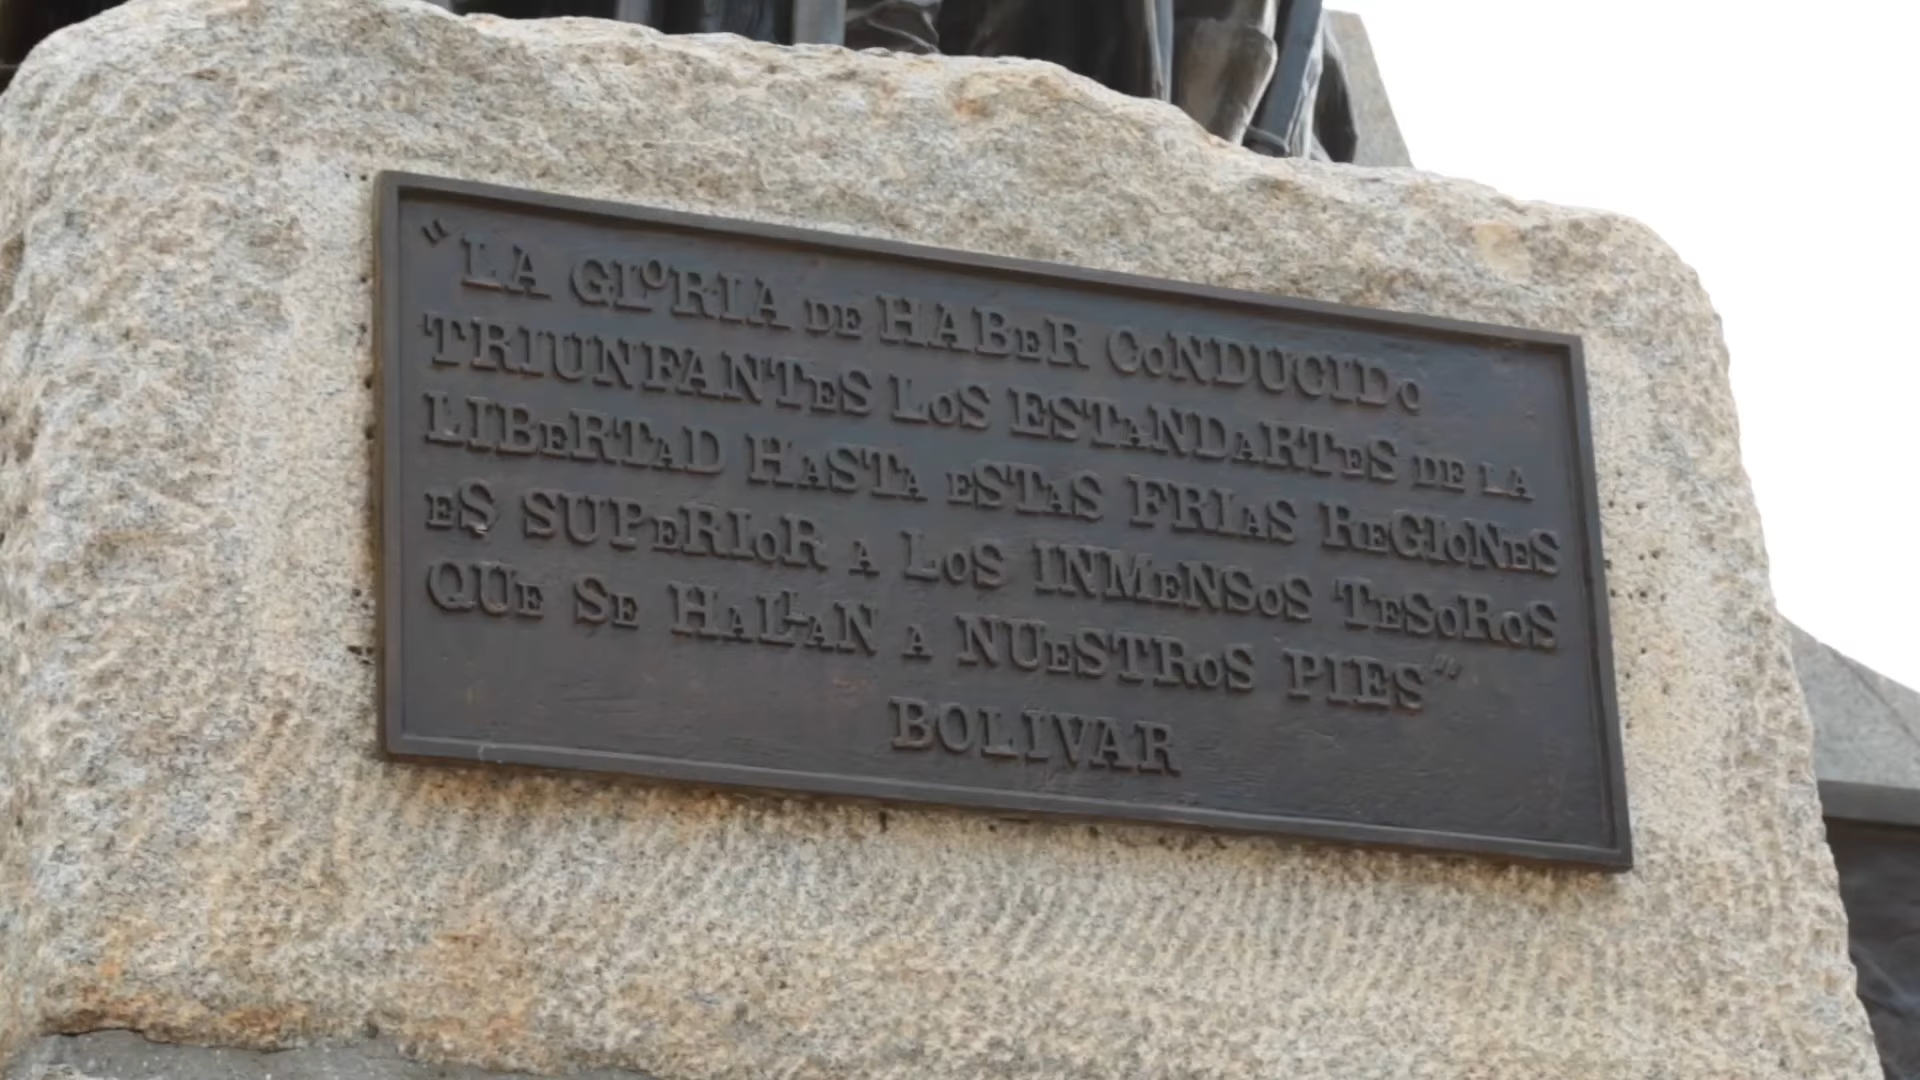 "LA GLORIA DE HABER CONDUCIDO
TRIUNFANTES LOS ESTANDARTES DE LA
LIBERTAD HASTA ESTAS FRIAS REGIONES
ES SUPERIOR A LOS INMENSOS TESOROS
QUE SE HALLAN A NUESTROS PIES"
BOLIVAR